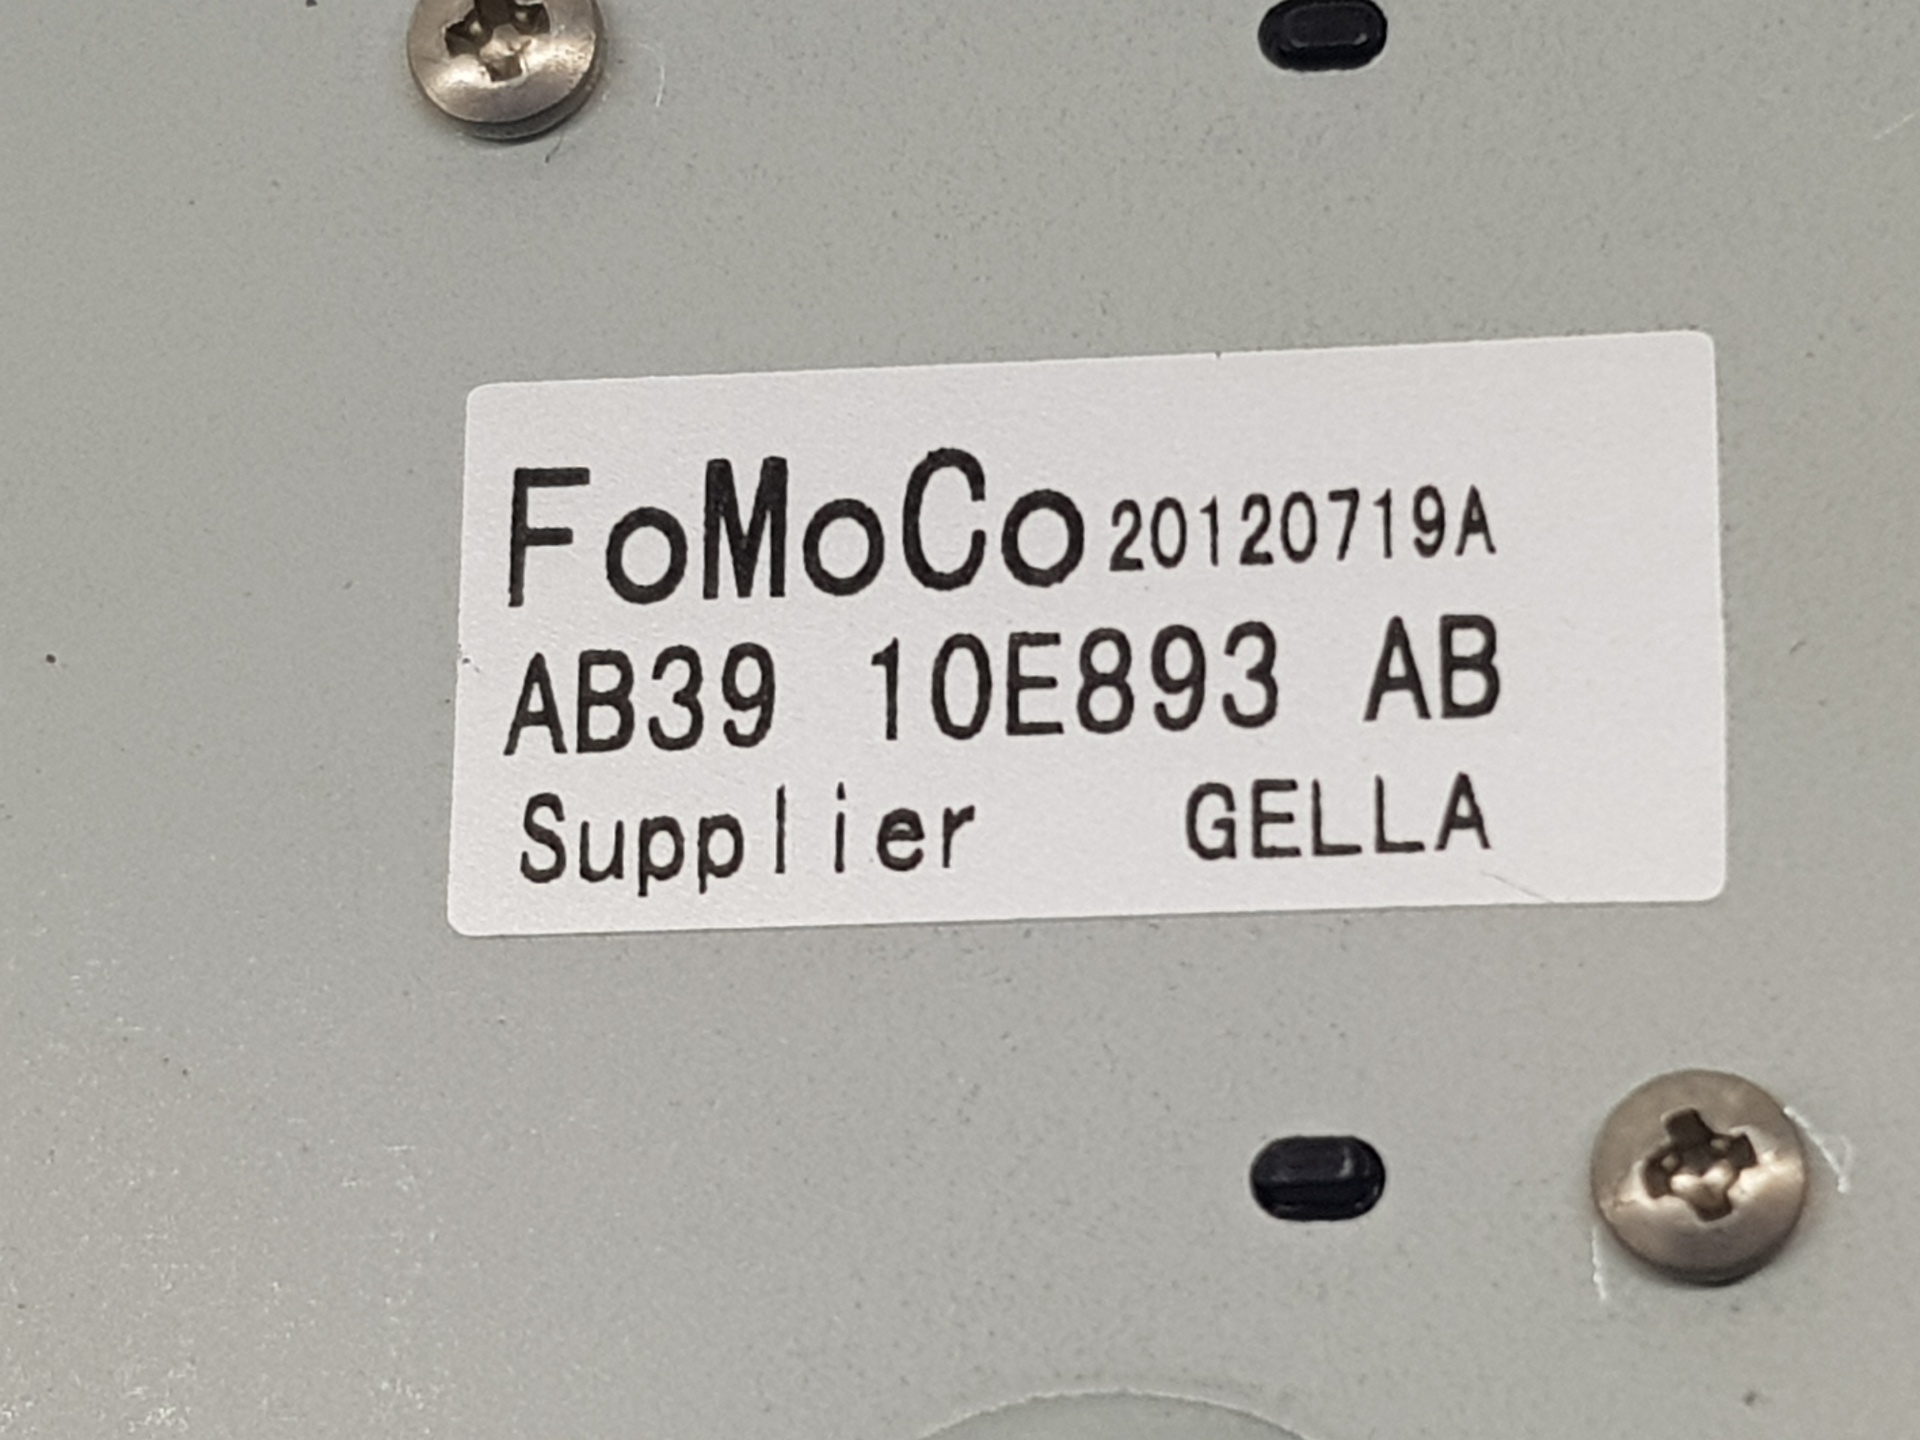 FoMoCo 20120719A
AB39 10E893 AB
Supplier GELLA